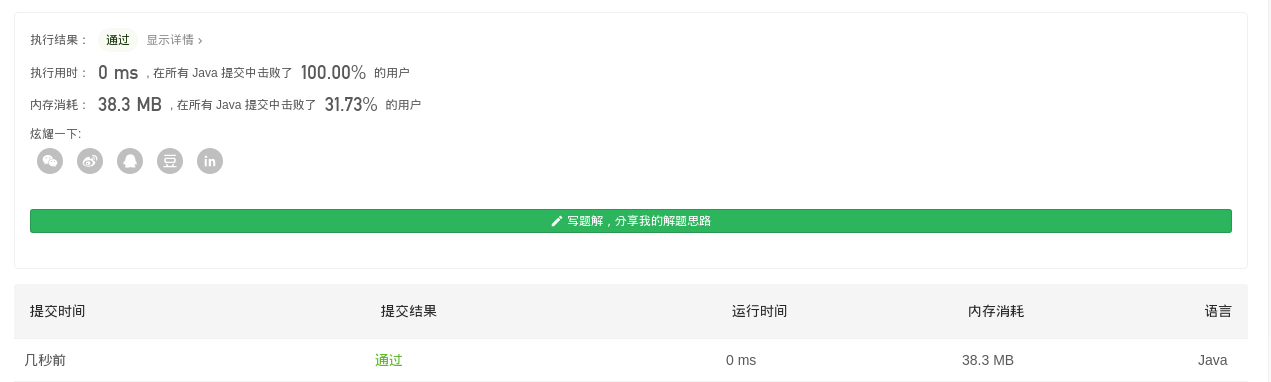 执行结果： 通过 显示详情 ›
执行用时： 0 ms , 在所有 Java 提交中击败了 100.00% 的用户
内存消耗： 38.3 MB , 在所有 Java 提交中击败了 31.73% 的用户
炫耀一下:
豆 in
写题解，分享我的解题思路
提交时间 提交结果 运行时间 内存消耗 语言
几秒前 通过 0 ms 38.3 MB Java